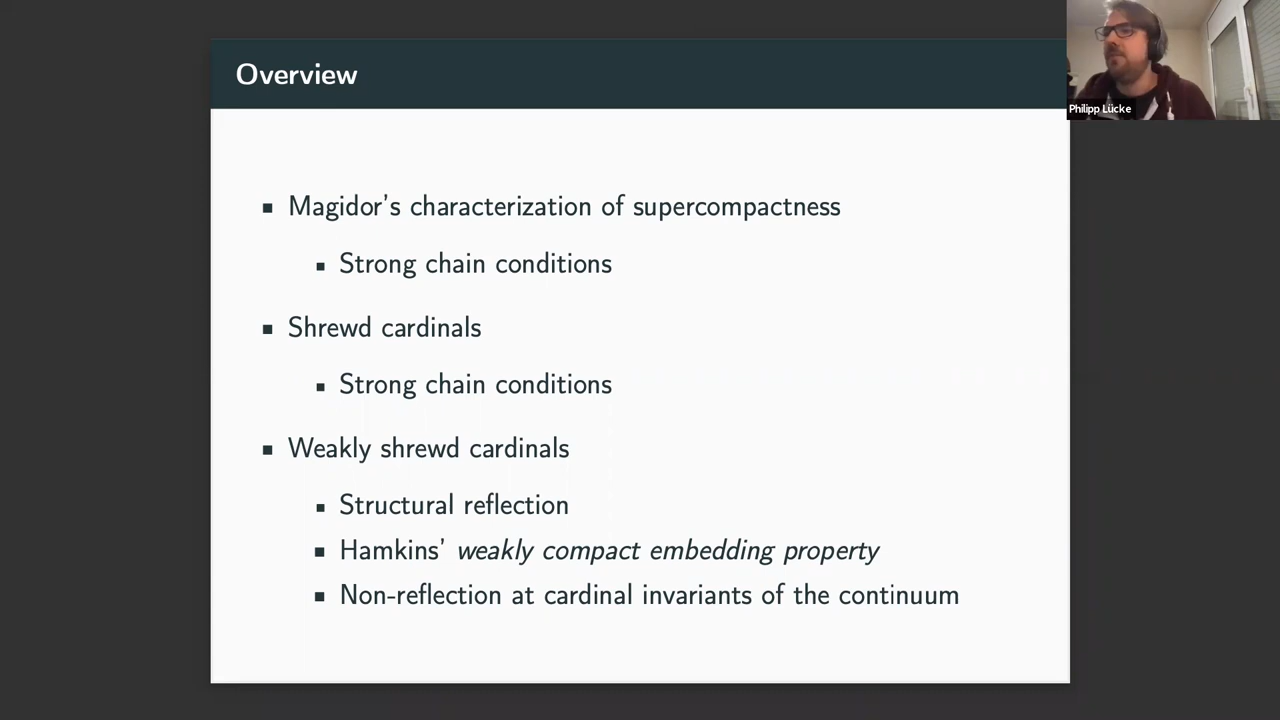 Overview
Philipp Lücke
▪ Magidor's characterization of supercompactness
▪ Strong chain conditions
▪ Shrewd cardinals
▪ Strong chain conditions
▪ Weakly shrewd cardinals
▪ Structural reflection
▪ Hamkins' weakly compact embedding property
▪ Non-reflection at cardinal invariants of the continuum